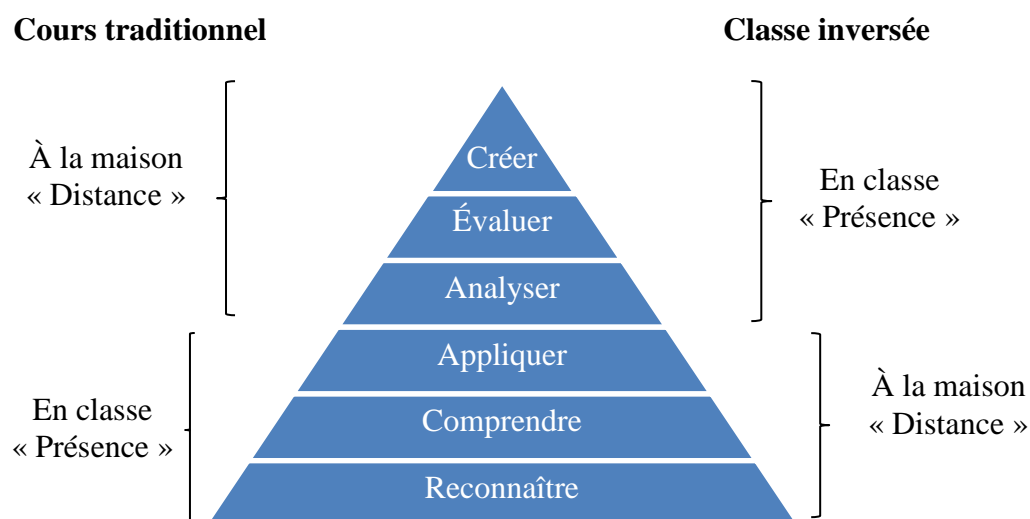 Cours traditionnel
Classe inversée
À la maison
« Distance »
En classe
« Présence »
Créer
Évaluer
Analyser
Appliquer
Comprendre
Reconnaître
En classe
« Présence »
À la maison
« Distance »